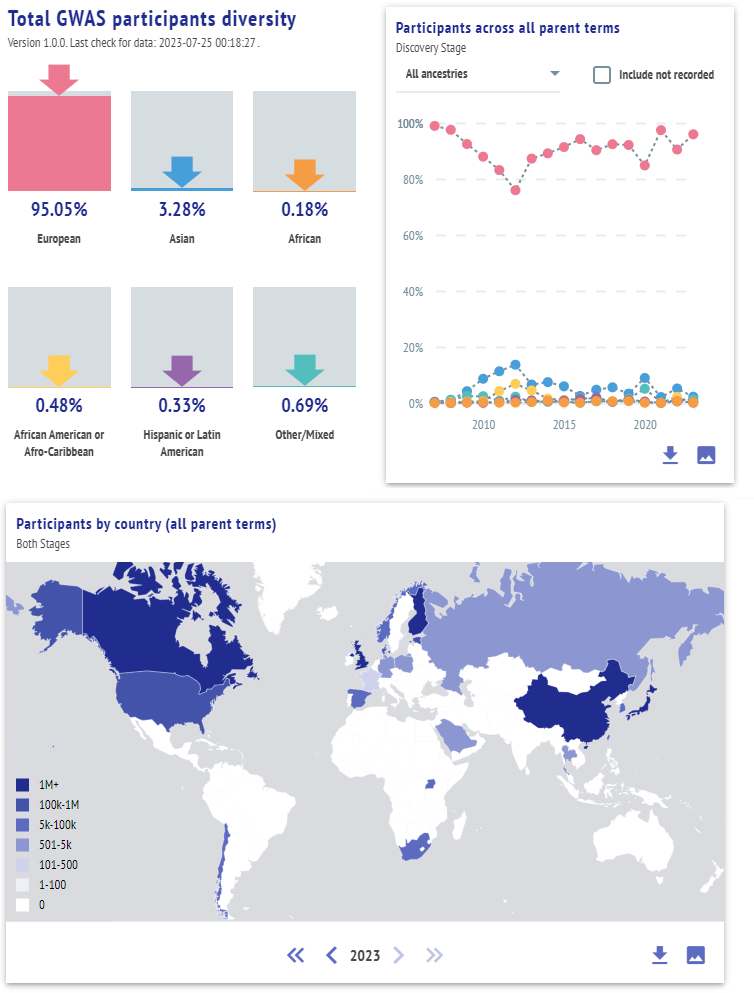 Total GWAS participants diversity
Version 1.0.0. Last check for data: 2023-07-25 00:18:27 .
95.05%
European
3.28%
Asian
0.18%
African
0.48%
African American or
Afro-Caribbean
0.33%
Hispanic or Latin
American
0.69%
Other/Mixed
Participants across all parent terms
Discovery Stage
All ancestries
Include not recorded
100%
80%
60%
40%
20%
0%
2010
2015
2020
Participants by country (all parent terms)
Both Stages
1M+
100k-1M
5k-100k
501-5k
101-500
1-100
0
2023